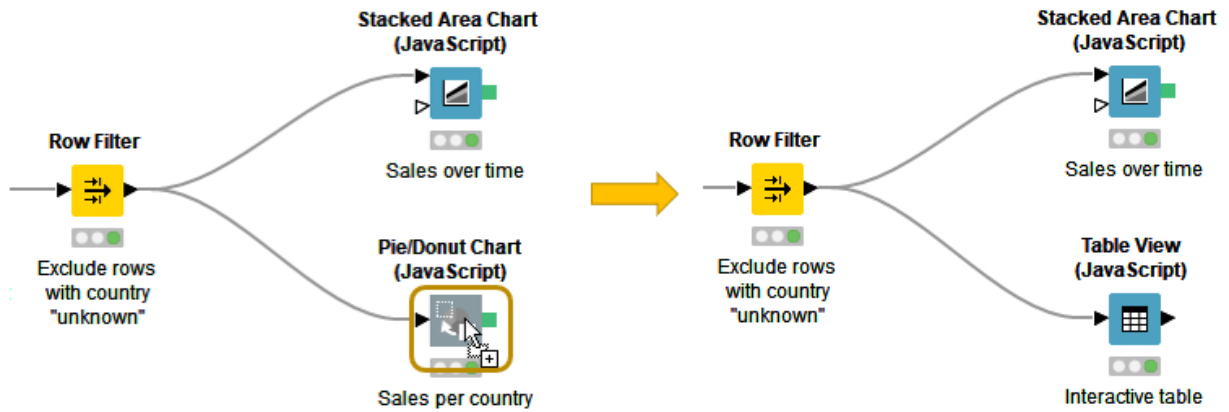 Stacked Area Chart
(JavaScript)
Sales over time
Row Filter
Exclude rows
with country
"unknown"
Pie/Donut Chart
(JavaScript)
Sales per country
Stacked Area Chart
(JavaScript)
Sales over time
Row Filter
Exclude rows
with country
"unknown"
Table View
(JavaScript)
Interactive table